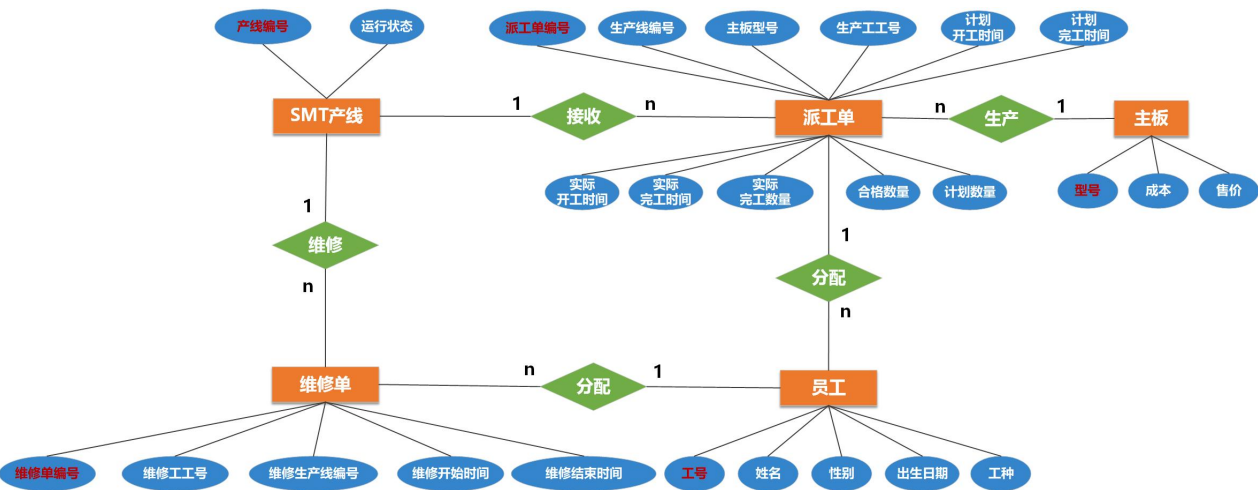 产线编号
运行状态
派工单编号
生产线编号
主板型号
生产工工号
计划
开工时间
计划
完工时间
SMT产线
1
接收
n
派工单
n
生产
1
主板
实际
开工时间
实际
完工时间
实际
完工数量
合格数量
计划数量
型号
成本
售价
1
维修
n
1
分配
n
维修单
n
分配
1
员工
维修单编号
维修工工号
维修生产线编号
维修开始时间
维修结束时间
工号
姓名
性别
出生日期
工种